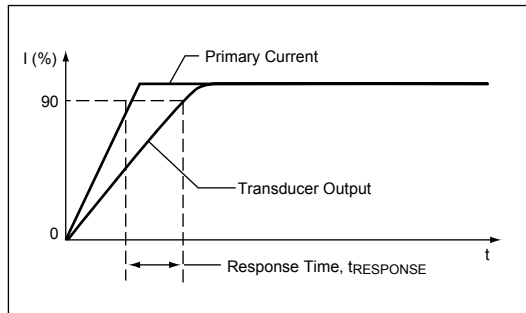 I (%)
Primary Current
90
Transducer Output
0
t
Response Time, tRESPONSE